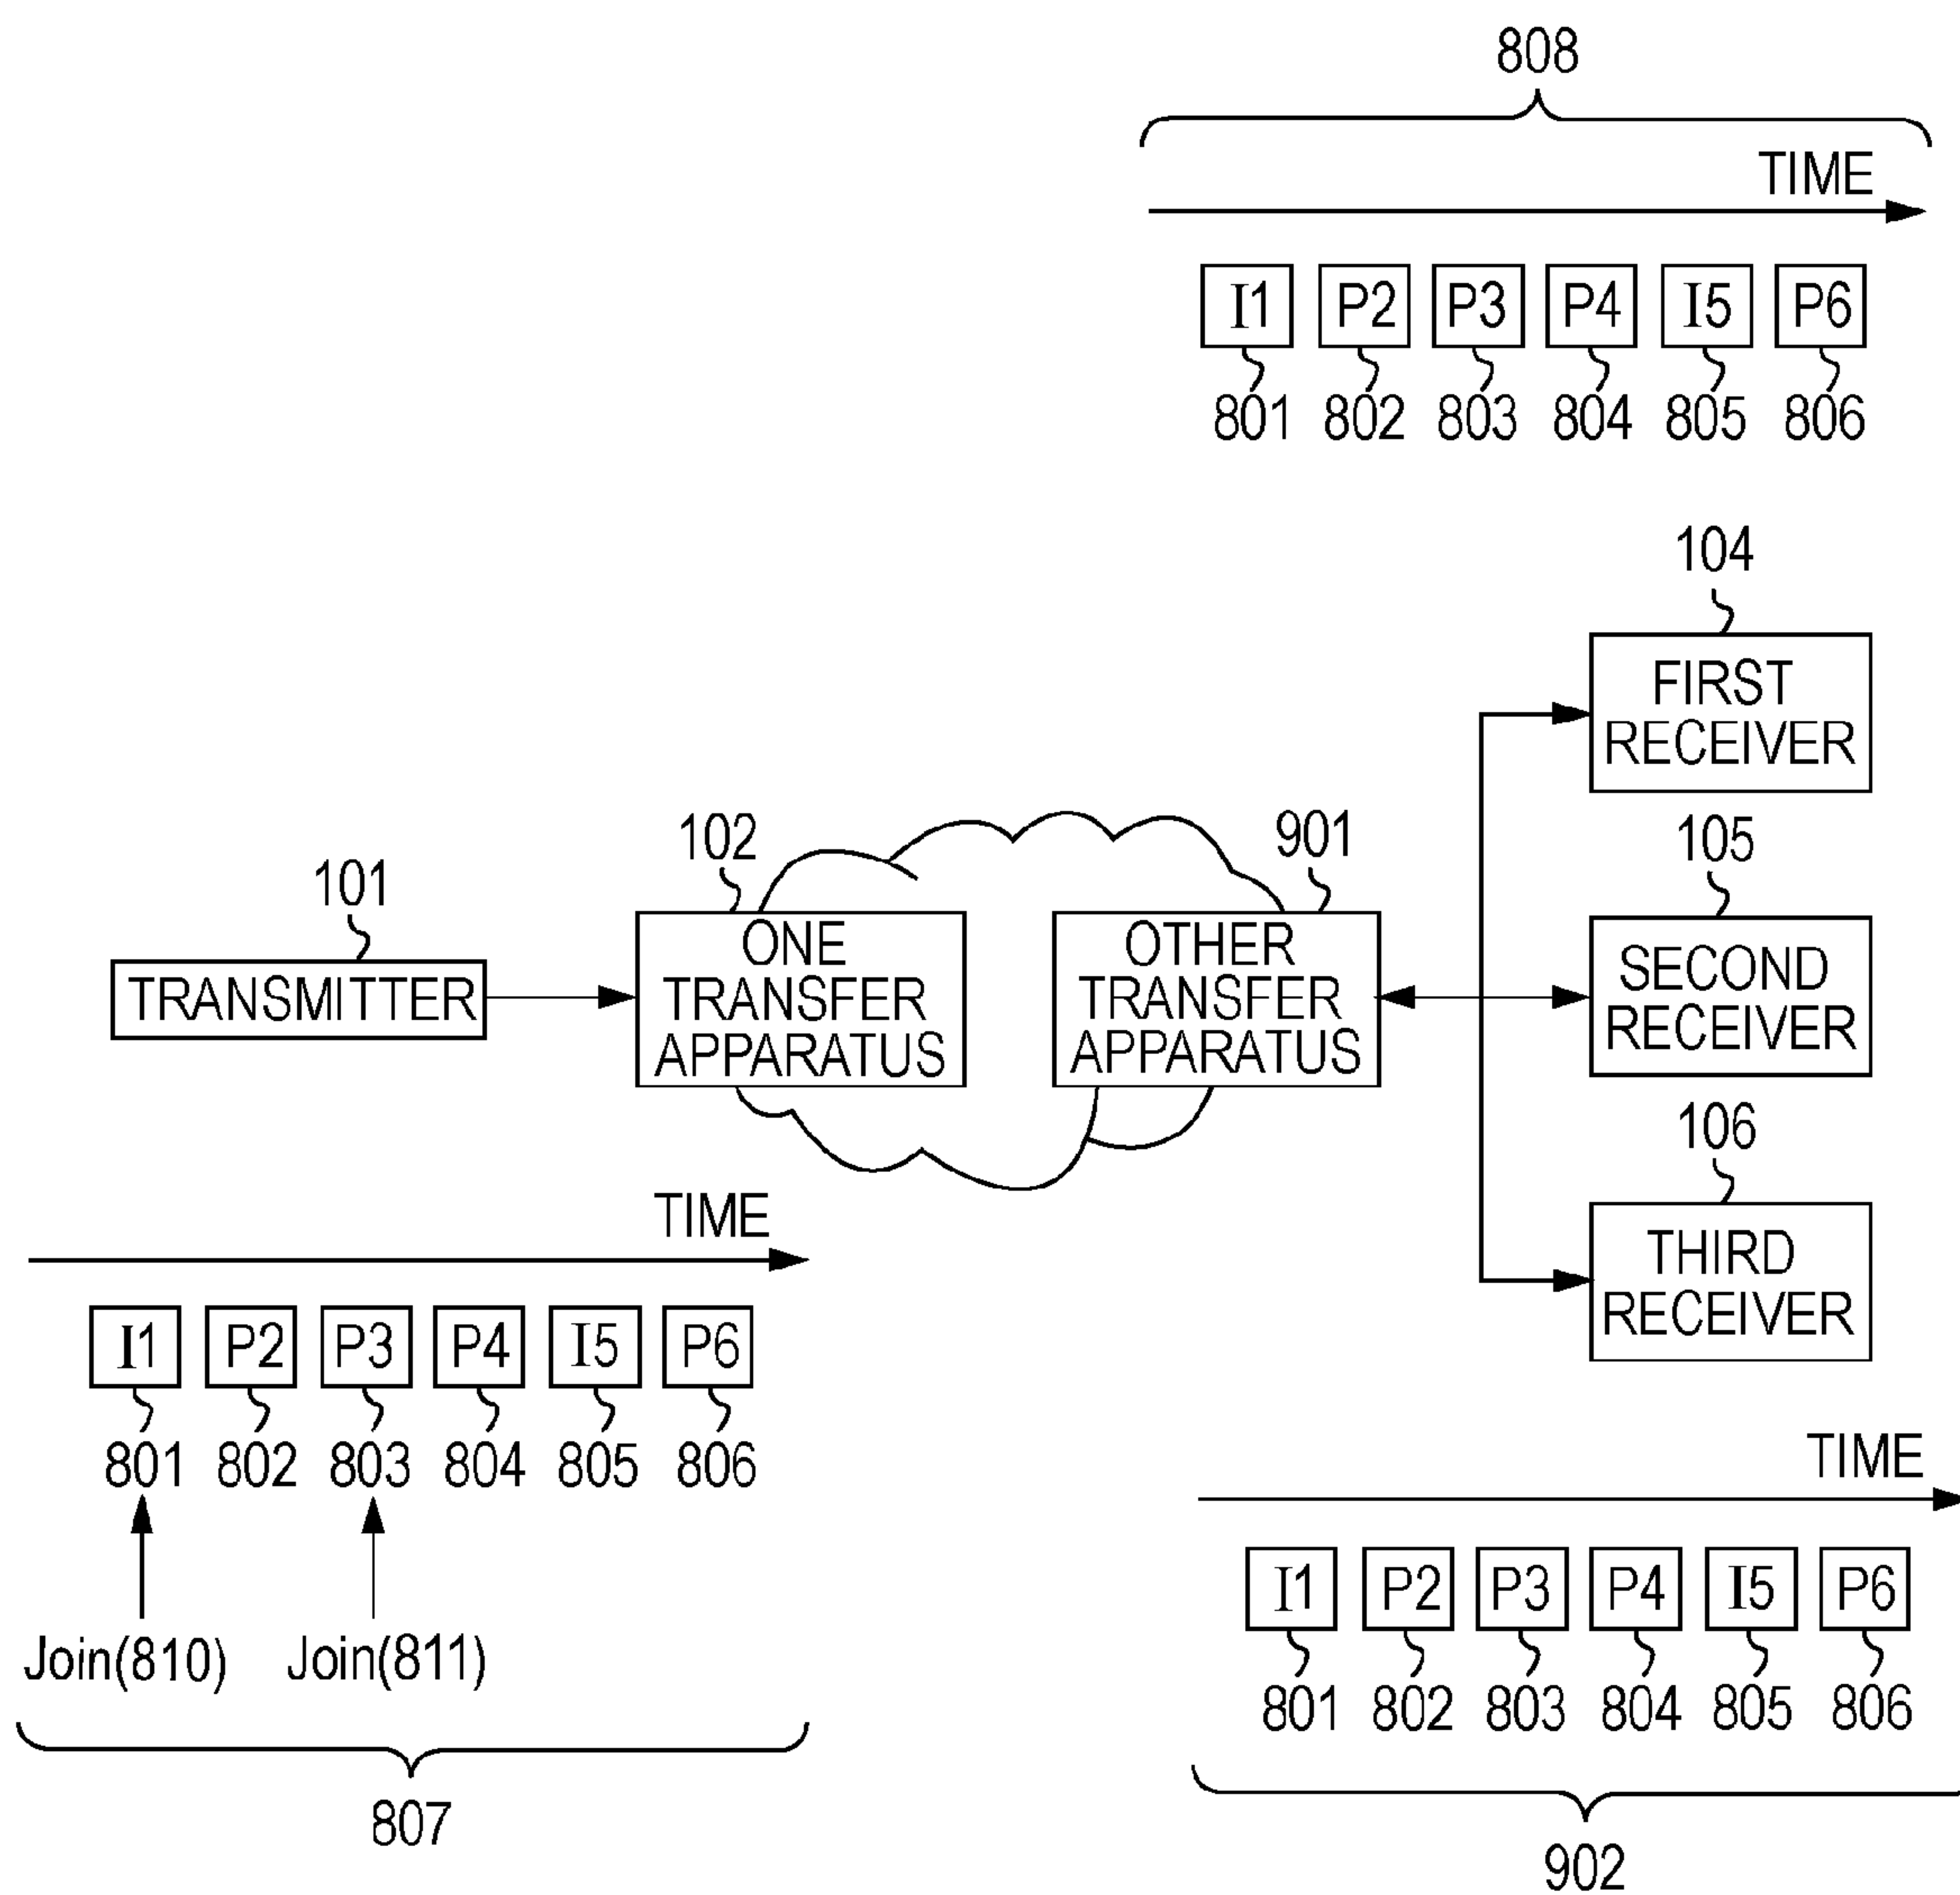 808
TIME
I1 P2 P3 P4 I5 P6
801 802 803 804 805 806
104
FIRST
RECEIVER
102
901
105
101
ONE
TRANSFER
APPARATUS
OTHER
TRANSFER
APPARATUS
TRANSMITTER
SECOND
RECEIVER
106
THIRD
RECEIVER
TIME
I1 P2 P3 P4 I5 P6
801 802 803 804 805 806
Join(810) Join(811)
807
TIME
I1 P2 P3 P4 I5 P6
801 802 803 804 805 806
902